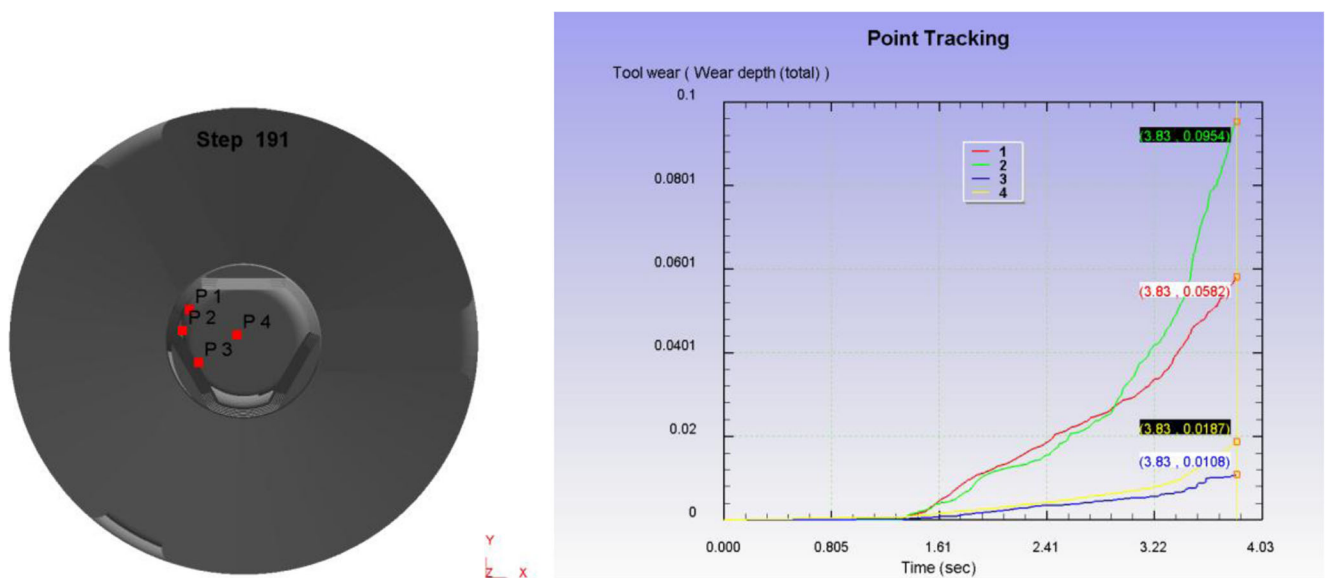 Step 191
P 1
P 2
P 4
P 3
Y
Z X
Point Tracking
Tool wear ( Wear depth (total) )
0.1
0.0801
0.0601
0.0401
0.02
0
1
2
3
4
(3.83 , 0.0954)
(3.83 , 0.0582)
(3.83 , 0.0187)
(3.83 , 0.0108)
0.000 0.805 1.61 2.41 3.22 4.03
Time (sec)